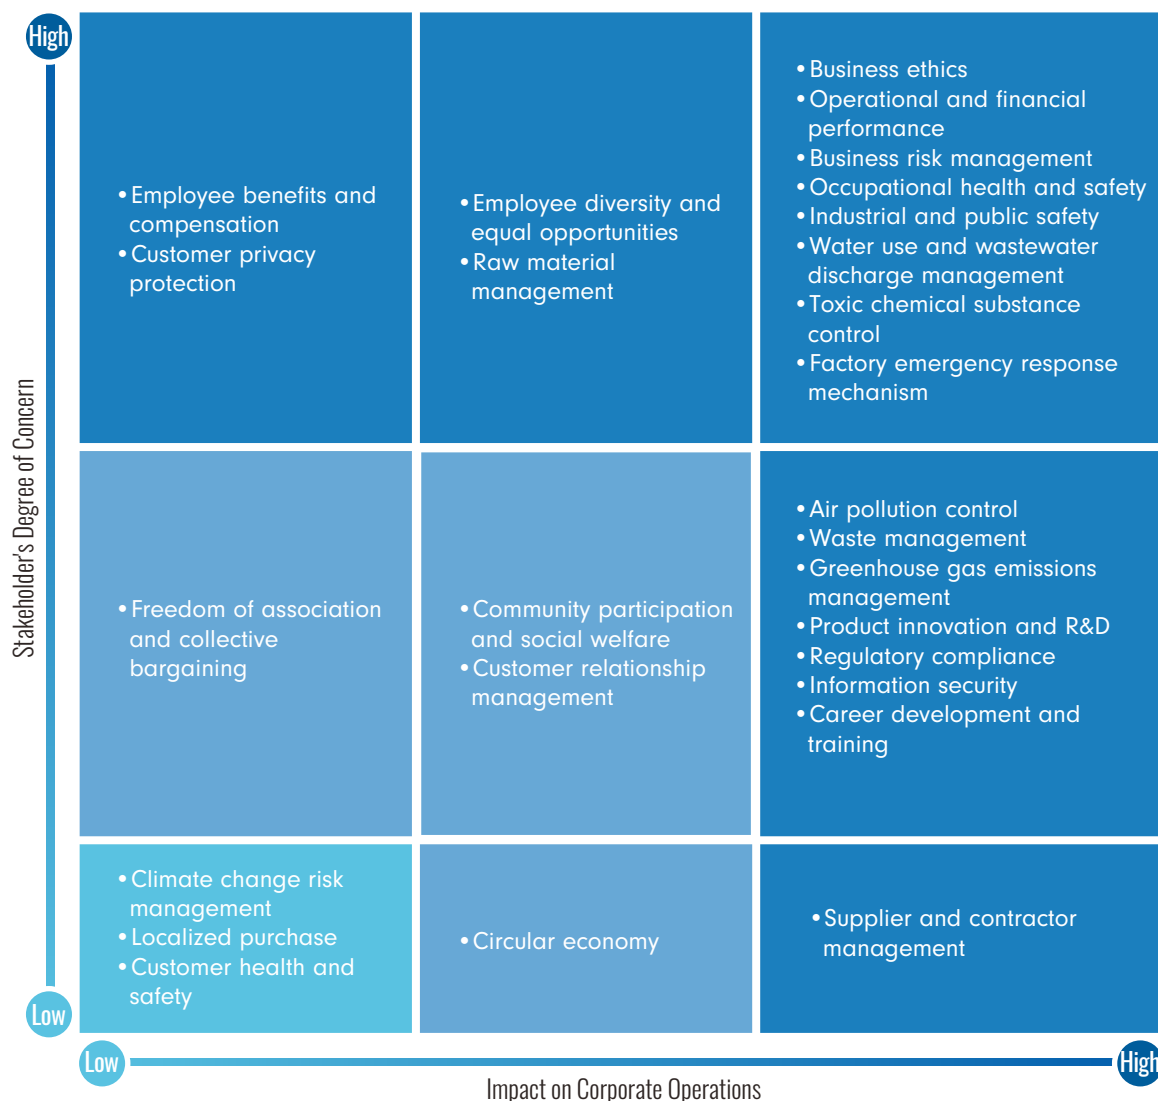 High
• Employee benefits and
compensation
• Customer privacy
protection
• Employee diversity and
equal opportunities
• Raw material
management
• Business ethics
• Operational and financial
performance
• Business risk management
• Occupational health and safety
• Industrial and public safety
• Water use and wastewater
discharge management
• Toxic chemical substance
control
• Factory emergency response
mechanism
Stakeholder's Degree of Concern
• Freedom of association
and collective
bargaining
• Community participation
and social welfare
• Customer relationship
management
• Air pollution control
• Waste management
• Greenhouse gas emissions
management
• Product innovation and R&D
• Regulatory compliance
• Information security
• Career development and
training
• Climate change risk
management
• Localized purchase
• Customer health and
safety
• Circular economy
• Supplier and contractor
management
Low
Low
High
Impact on Corporate Operations